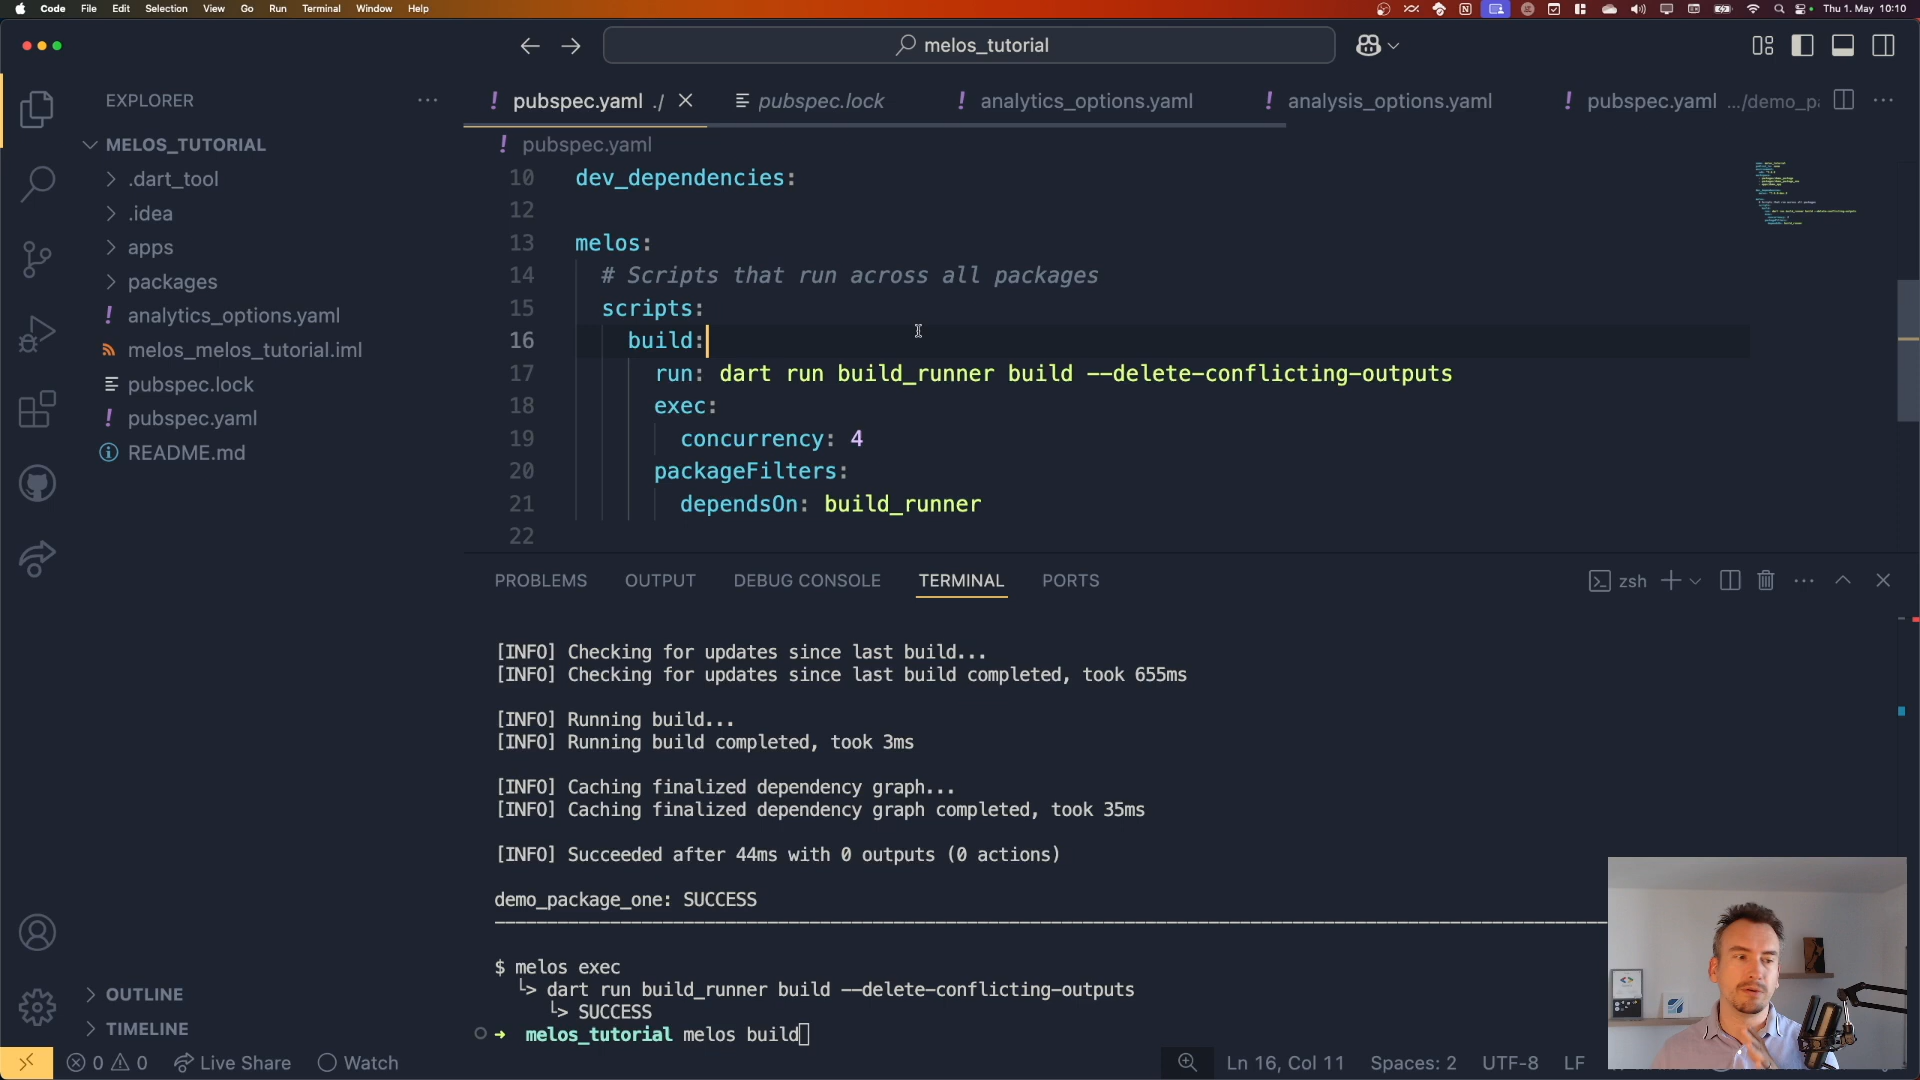 Code File Edit Selection View Go Run Terminal Window Help
Thu 1. May 10:10
melos_tutorial
EXPLORER
pubspec.yaml ./
pubspec.lock
analytics_options.yaml
analysis_options.yaml
pubspec.yaml .../demo_pa
MELOS_TUTORIAL
.dart_tool
.idea
apps
packages
analytics_options.yaml
melos_melos_tutorial.iml
pubspec.lock
pubspec.yaml
README.md
OUTLINE
TIMELINE
pubspec.yaml
10 dev_dependencies:
12
13 melos:
14 # Scripts that run across all packages
15 scripts:
16 build:
17 run: dart run build_runner build --delete-conflicting-outputs
18 exec:
19 concurrency: 4
20 packageFilters:
21 dependsOn: build_runner
22
PROBLEMS OUTPUT DEBUG CONSOLE TERMINAL PORTS
zsh
[INFO] Checking for updates since last build...
[INFO] Checking for updates since last build completed, took 655ms
[INFO] Running build...
[INFO] Running build completed, took 3ms
[INFO] Caching finalized dependency graph...
[INFO] Caching finalized dependency graph completed, took 35ms
[INFO] Succeeded after 44ms with 0 outputs (0 actions)
demo_package_one: SUCCESS
$ melos exec
└> dart run build_runner build --delete-conflicting-outputs
└> SUCCESS
➜ melos_tutorial melos build
0 0 Live Share Watch
Ln 16, Col 11 Spaces: 2 UTF-8 LF